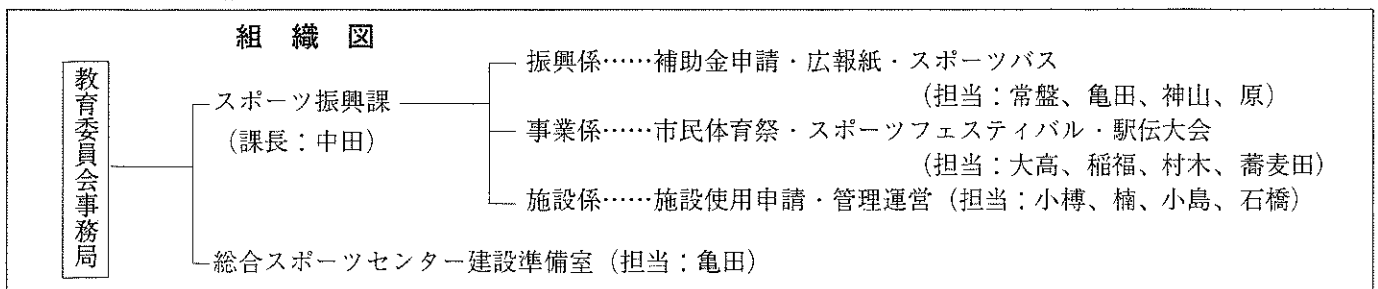 組織図
教育委員会事務局
スポーツ振興課
(課長：中田)
振興係……補助金申請・広報紙・スポーツバス
(担当：常盤、亀田、神山、原)
事業係……市民体育祭・スポーツフェスティバル・駅伝大会
(担当：大高、稲福、村木、蕎麦田)
施設係……施設使用申請・管理運営 (担当：小榑、楠、小島、石橋)
総合スポーツセンター建設準備室 (担当：亀田)